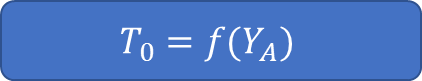 T₀ = f(Y_A)